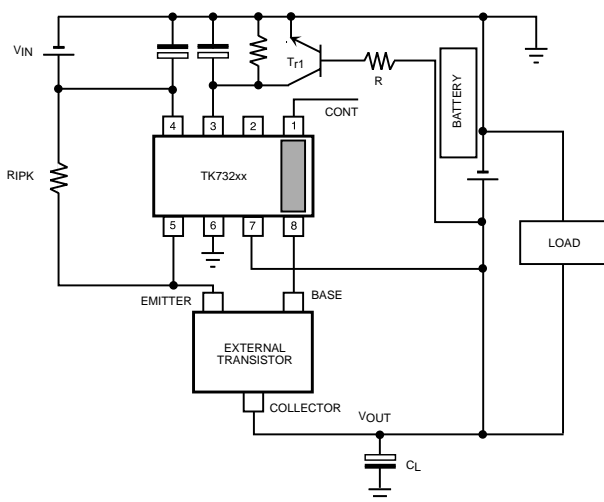 VIN
Tr1
R
BATTERY
CONT
4 3 2 1
TK732xx
RIPK
5 6 7 8
LOAD
EMITTER
BASE
EXTERNAL
TRANSISTOR
COLLECTOR
VOUT
CL